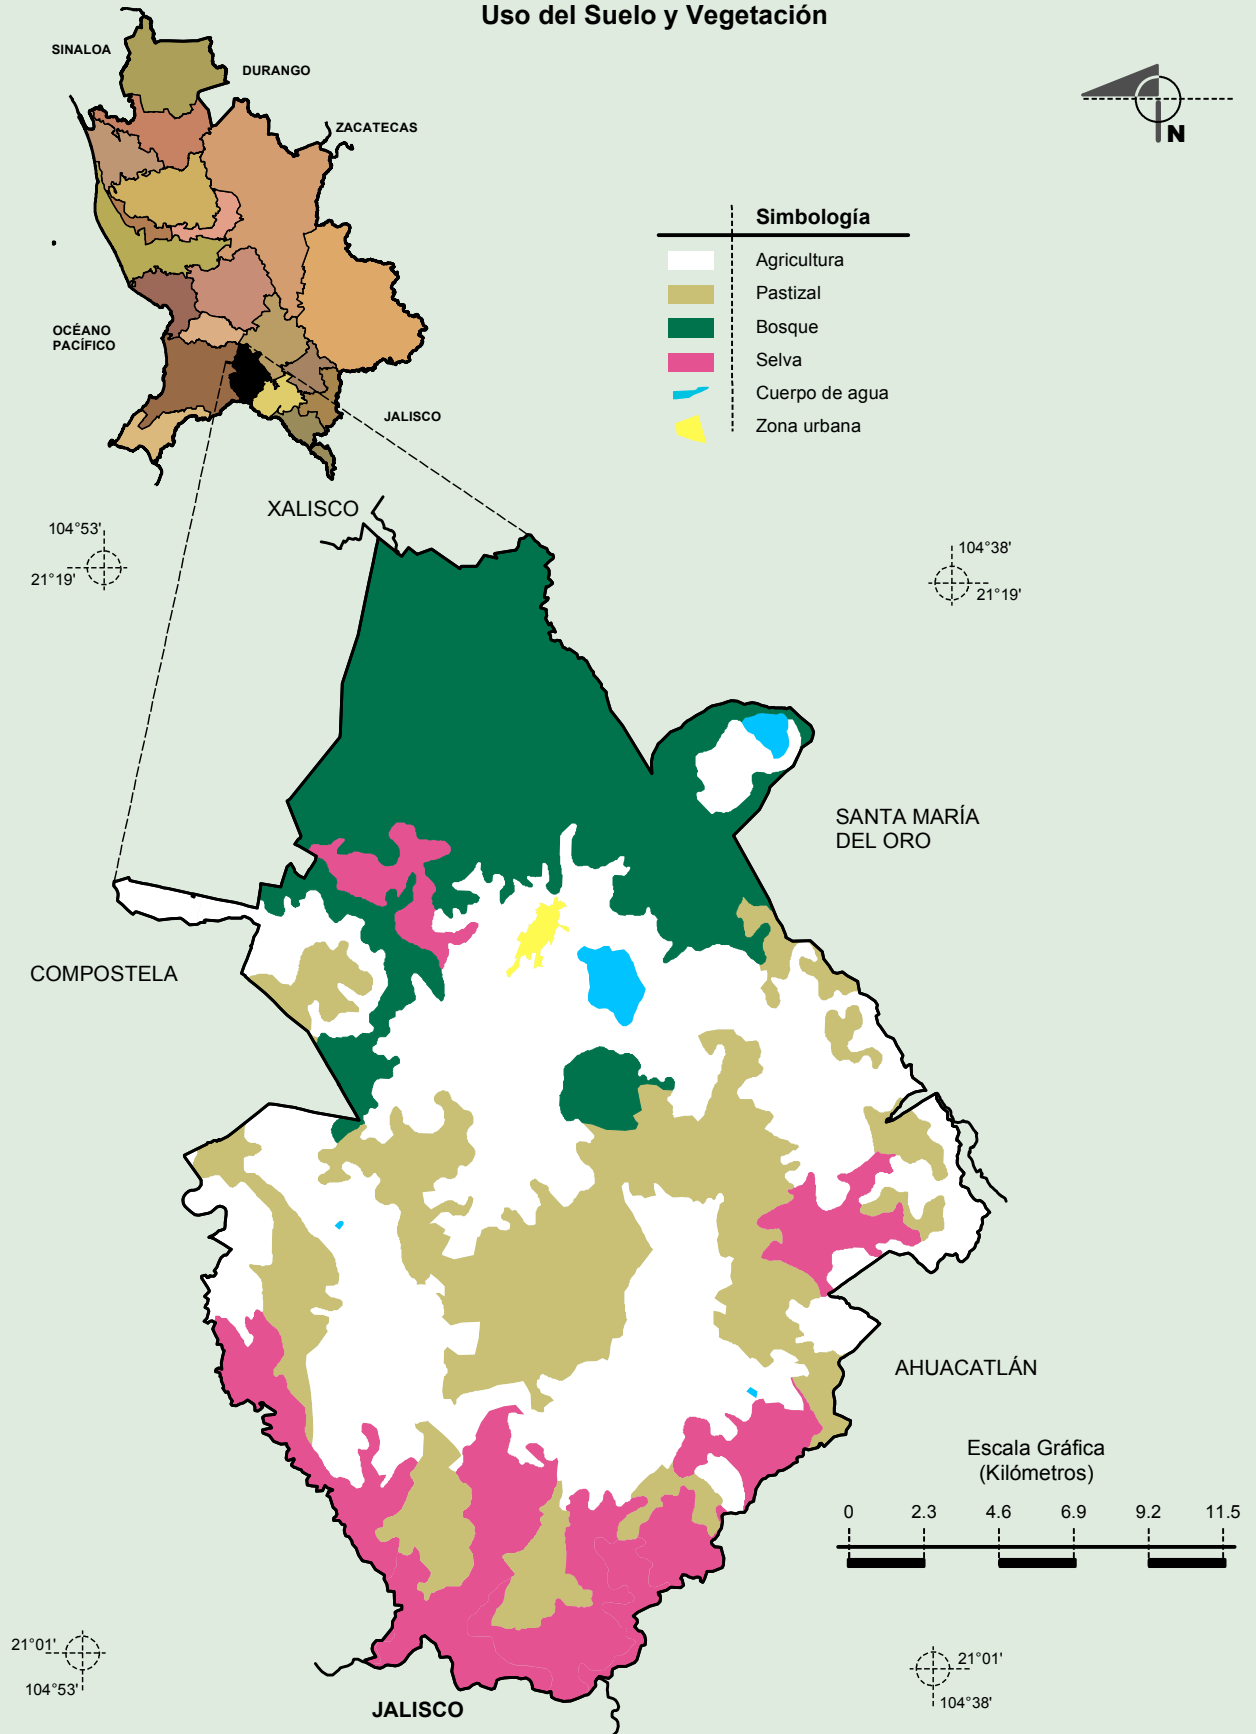 Uso del Suelo y Vegetación
SINALOA
DURANGO
ZACATECAS
N
Simbología
Agricultura
Pastizal
Bosque
Selva
Cuerpo de agua
Zona urbana
OCÉANO
PACÍFICO
JALISCO
XALISCO
104°53'
21°19'
104°38'
21°19'
SANTA MARÍA
DEL ORO
COMPOSTELA
AHUACATLÁN
Escala Gráfica
(Kilómetros)
0 2.3 4.6 6.9 9.2 11.5
21°01'
104°53'
21°01'
104°38'
JALISCO